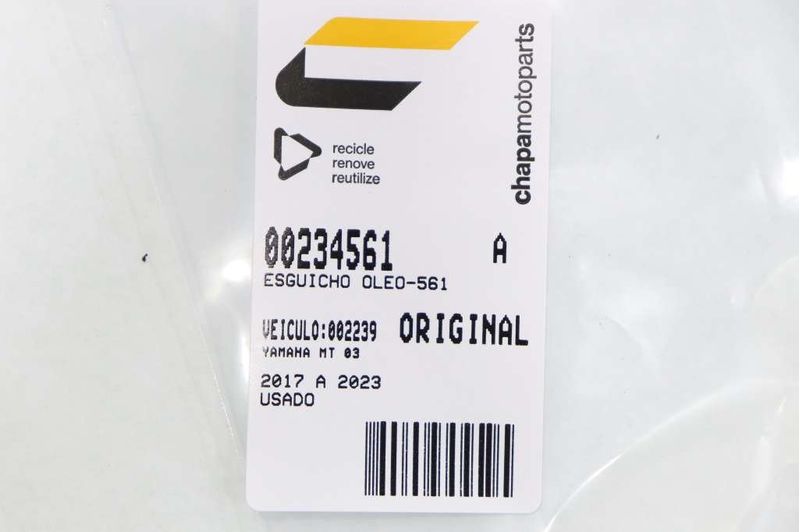 chapamotoparts
recicle
renove
reutilize
00234561 A
ESGUICHO OLEO-561
VEICULO:002239 ORIGINAL
YAMAHA MT 03
2017 A 2023
USADO